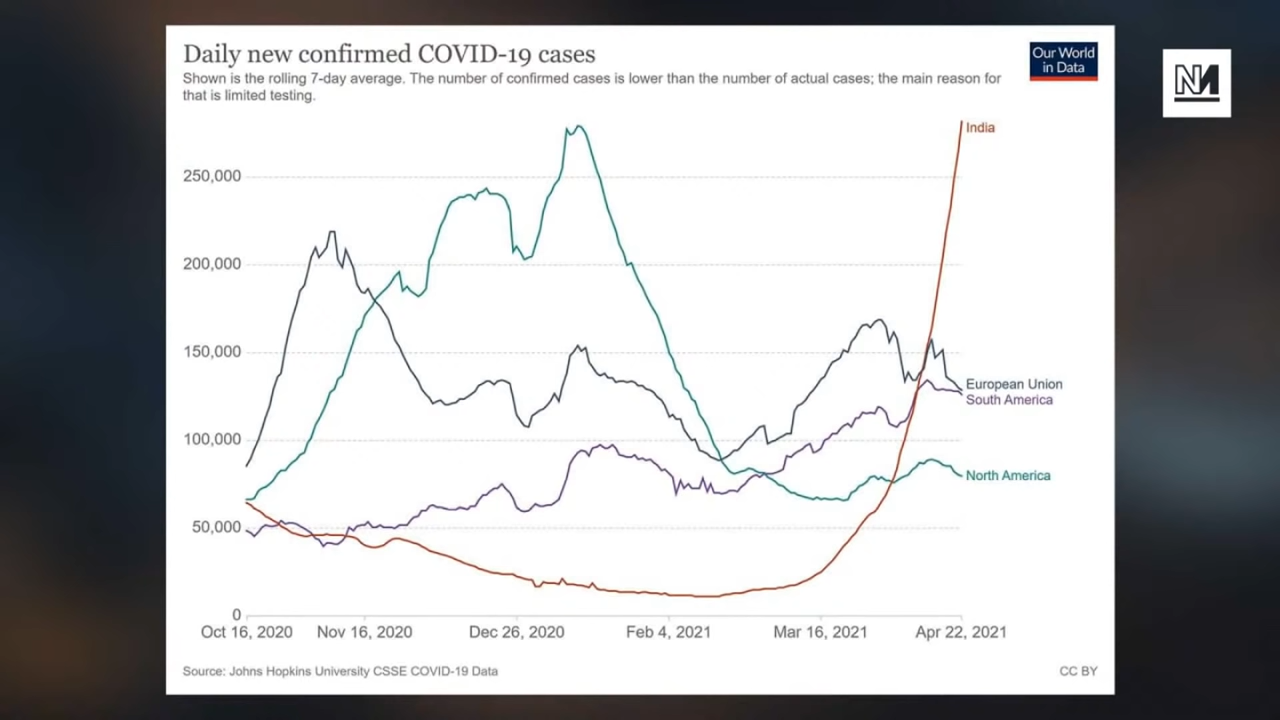 Daily new confirmed COVID-19 cases
Our World
in Data
Shown is the rolling 7-day average. The number of confirmed cases is lower than the number of actual cases; the main reason for
that is limited testing.
NM
India
250,000
200,000
150,000
European Union
South America
100,000
North America
50,000
0
Oct 16, 2020 Nov 16, 2020 Dec 26, 2020 Feb 4, 2021 Mar 16, 2021 Apr 22, 2021
Source: Johns Hopkins University CSSE COVID-19 Data CC BY